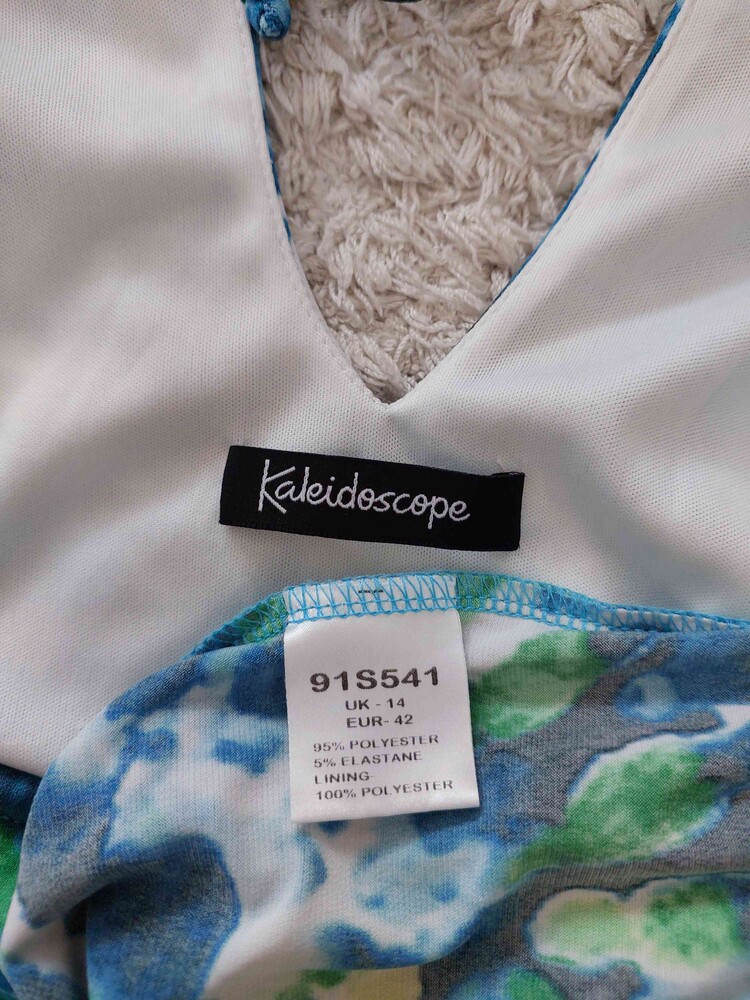 Kaleidoscope
91S541
UK - 14
EUR- 42
95% POLYESTER
5% ELASTANE
LINING-
100% POLYESTER